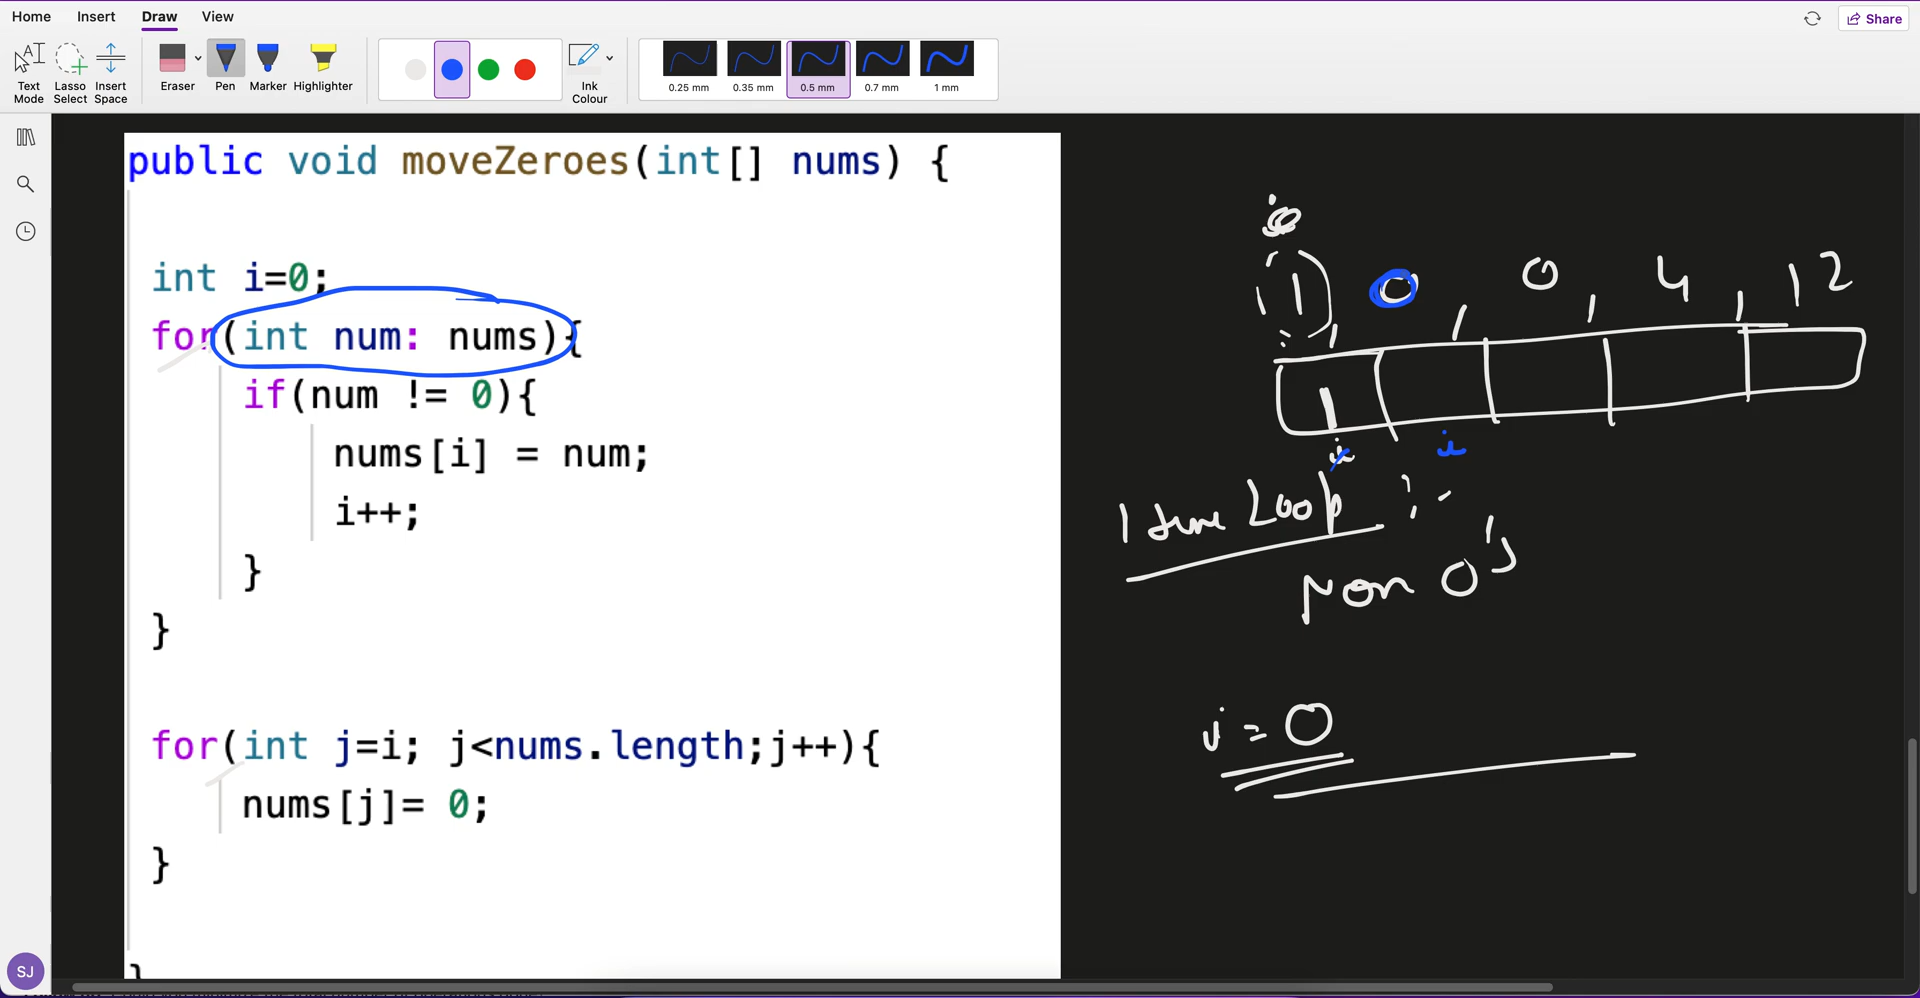 Home Insert Draw View
Share
Text Mode
Lasso Select
Insert Space
Eraser
Pen
Marker
Highlighter
Ink Colour
0.25 mm
0.35 mm
0.5 mm
0.7 mm
1 mm
public void moveZeroes(int[] nums) {
int i=0;
for(int num: nums){
if(num != 0){
nums[i] = num;
i++;
}
}
for(int j=i; j<nums.length;j++){
nums[j]= 0;
}
}
1, 0, 0, 4, 12
1
i i
1 Loop :-
Non 0's
i = 0
SJ